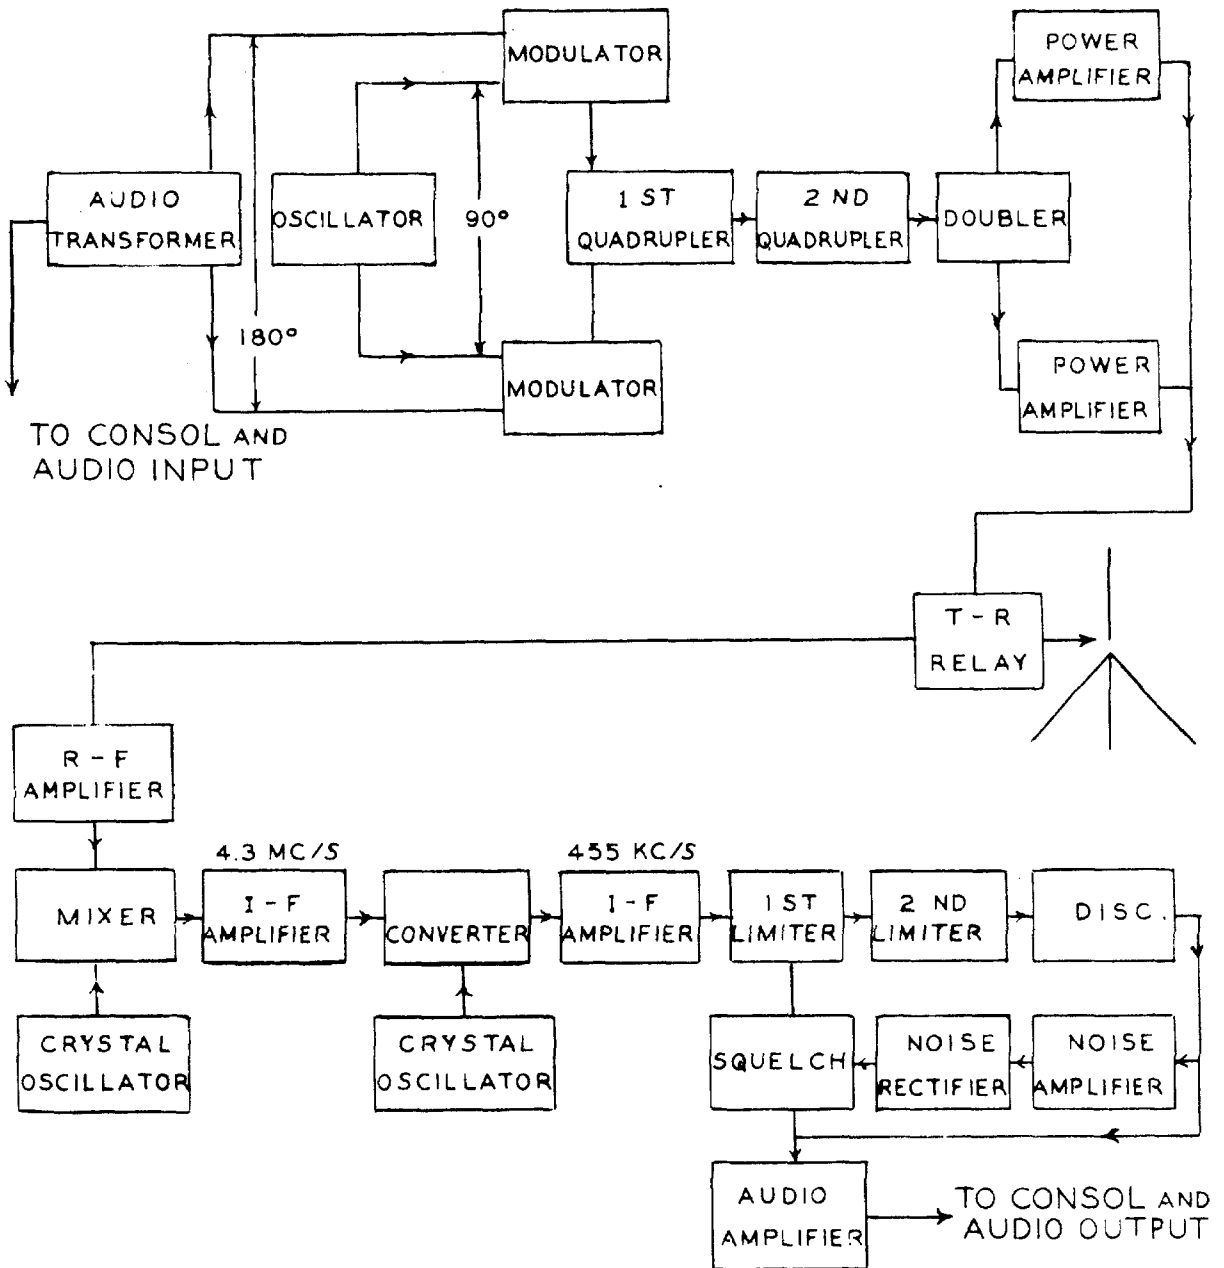 MODULATOR
POWER
AMPLIFIER
AUDIO
TRANSFORMER
OSCILLATOR
90°
1 ST
QUADRUPLER
2 ND
QUADRUPLER
DOUBLER
180°
MODULATOR
POWER
AMPLIFIER
TO CONSOL AND
AUDIO INPUT
T-R
RELAY
R-F
AMPLIFIER
MIXER
4.3 MC/S
I-F
AMPLIFIER
CONVERTER
455 KC/S
I-F
AMPLIFIER
1ST
LIMITER
2 ND
LIMITER
DISC.
CRYSTAL
OSCILLATOR
CRYSTAL
OSCILLATOR
SQUELCH
NOISE
RECTIFIER
NOISE
AMPLIFIER
AUDIO
AMPLIFIER
TO CONSOL AND
AUDIO OUTPUT